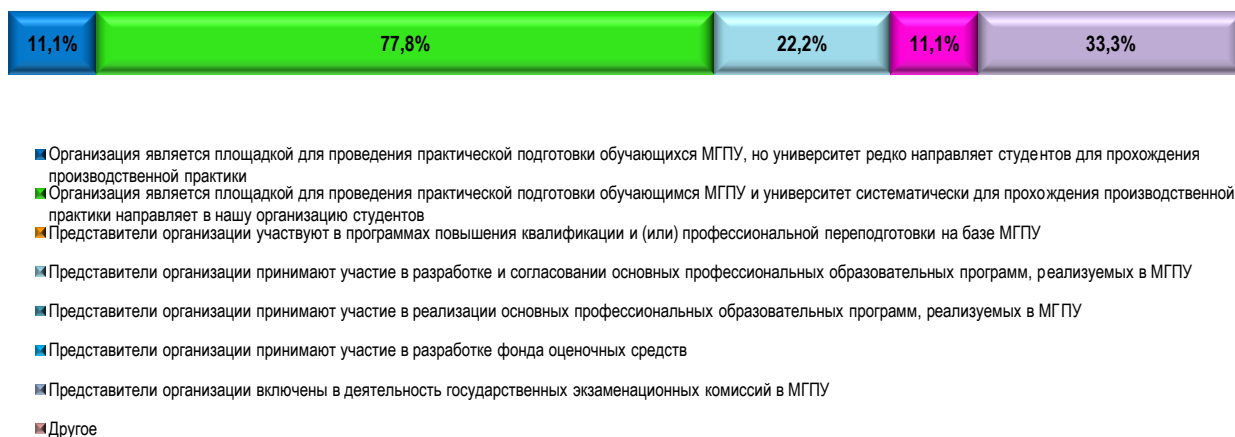 11,1% 77,8% 22,2% 11,1% 33,3%
Организация является площадкой для проведения практической подготовки обучающихся МГПУ, но университет редко направляет студентов для прохождения
производственной практики
Организация является площадкой для проведения практической подготовки обучающимся МГПУ и университет систематически для прохождения производственной
практики направляет в нашу организацию студентов
Представители организации участвуют в программах повышения квалификации и (или) профессиональной переподготовки на базе МГПУ
Представители организации принимают участие в разработке и согласовании основных профессиональных образовательных программ, реализуемых в МГПУ
Представители организации принимают участие в реализации основных профессиональных образовательных программ, реализуемых в МГПУ
Представители организации принимают участие в разработке фонда оценочных средств
Представители организации включены в деятельность государственных экзаменационных комиссий в МГПУ
Другое